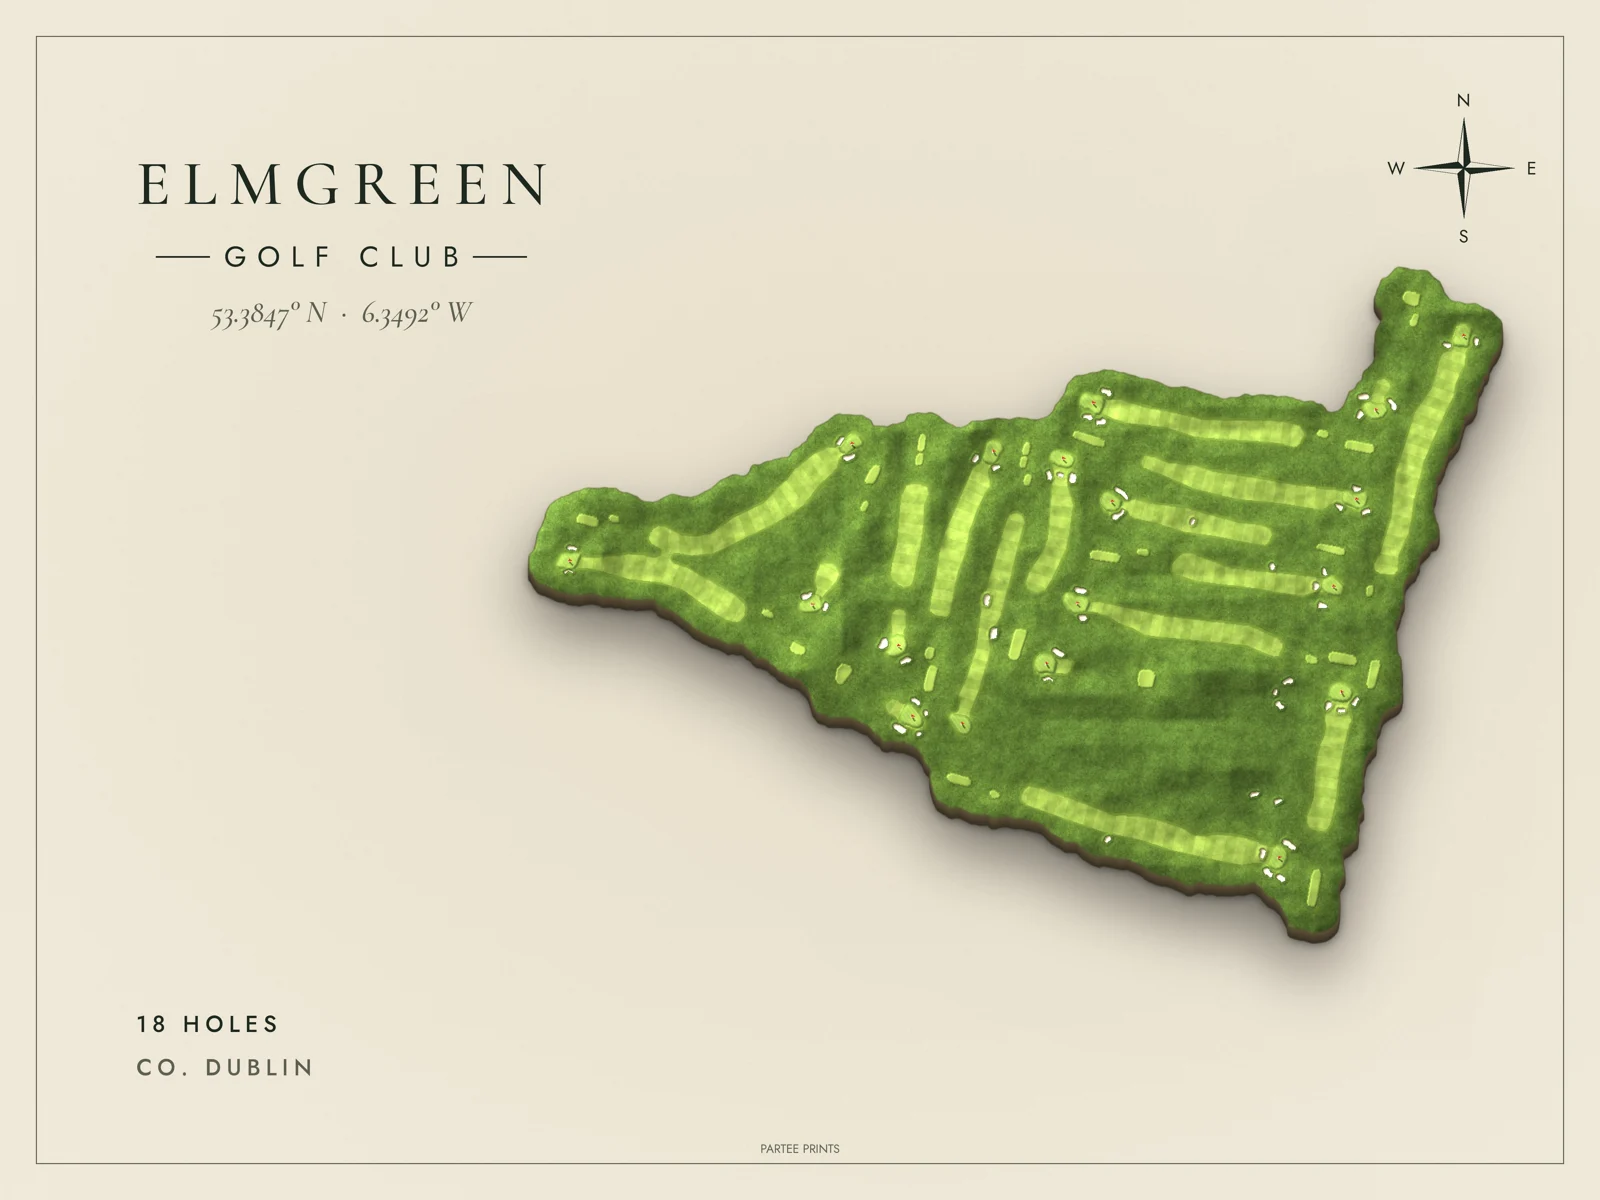 ELMGREEN
GOLF CLUB
53.3847° N · 6.3492° W
N
W E
S
18 HOLES
CO. DUBLIN
PARTEE PRINTS